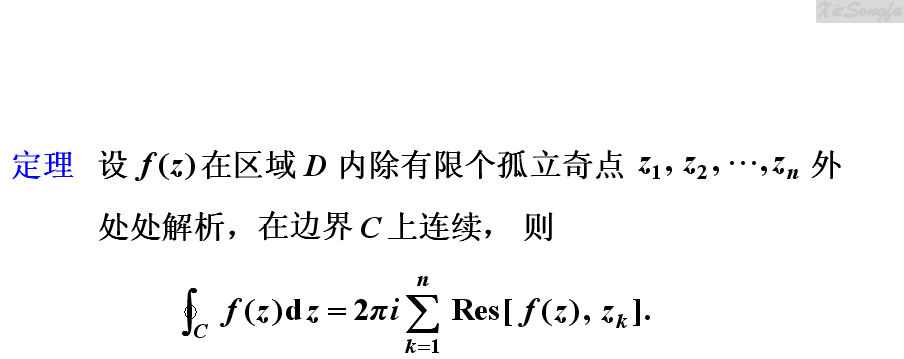 XieSongfa
定理 设 f(z) 在区域 D 内除有限个孤立奇点 z₁, z₂, ⋯, zₙ 外
处处解析，在边界 C 上连续， 则
∮_C f(z)dz = 2πi ∑_{k=1}^{n} Res[f(z), z_k].